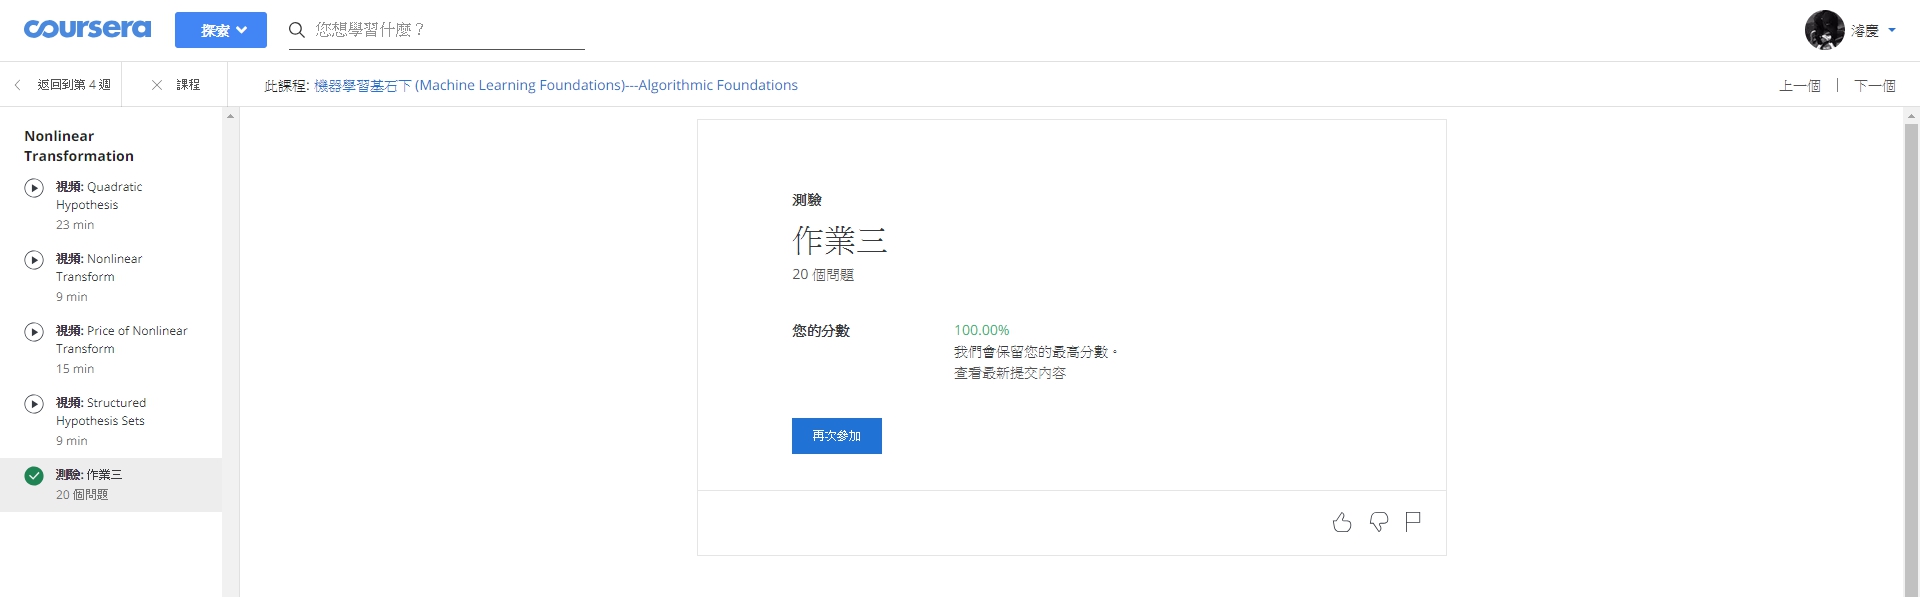 coursera
探索
您想學習什麼？
濬慶
返回到第 4 週
課程
此課程: 機器學習基石下 (Machine Learning Foundations)---Algorithmic Foundations
上一個
下一個
Nonlinear
Transformation
視頻: Quadratic
Hypothesis
23 min
視頻: Nonlinear
Transform
9 min
視頻: Price of Nonlinear
Transform
15 min
視頻: Structured
Hypothesis Sets
9 min
測驗: 作業三
20 個問題
測驗
作業三
20 個問題
您的分數
100.00%
我們會保留您的最高分數。
查看最新提交內容
再次參加